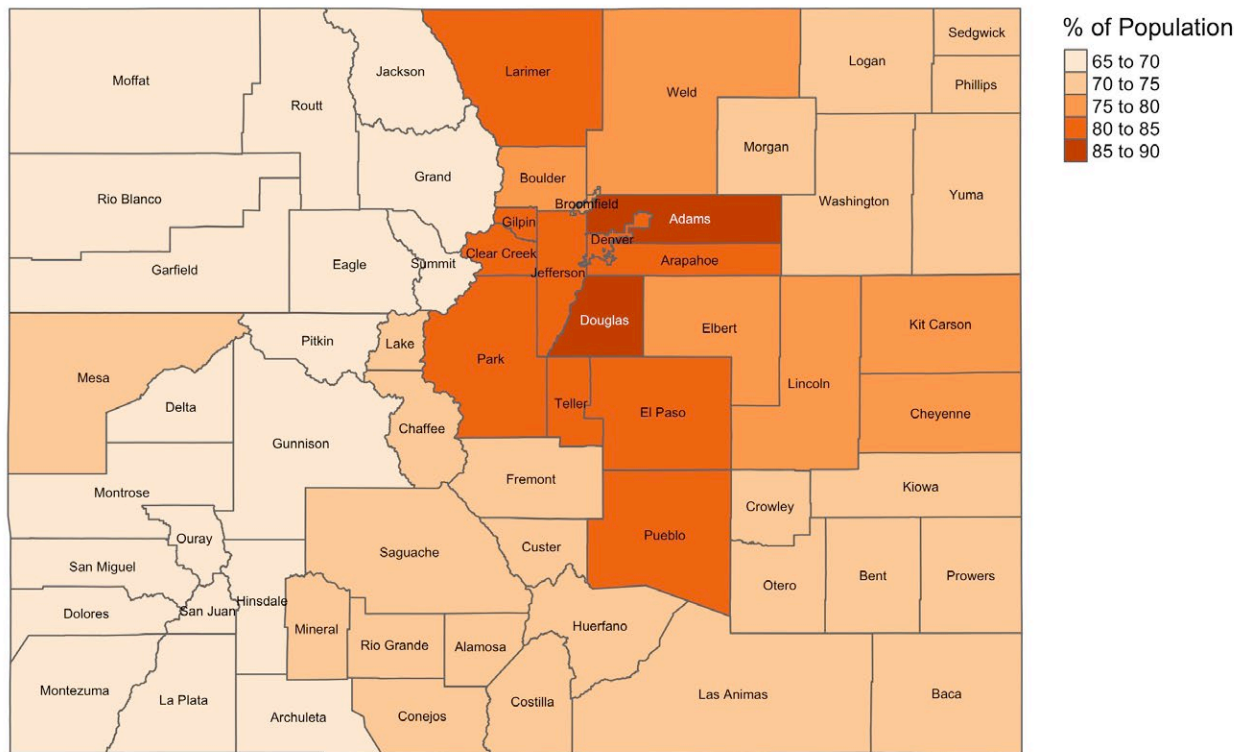 % of Population
65 to 70
70 to 75
75 to 80
80 to 85
85 to 90
Sedgwick
Logan
Phillips
Moffat
Jackson
Larimer
Weld
Routt
Morgan
Grand
Boulder
Rio Blanco
Yuma
Washington
Broomfield
Adams
Gilpin
Denver
Clear Creek
Arapahoe
Garfield
Eagle
Summit
Jefferson
Douglas
Elbert
Kit Carson
Pitkin
Lake
Park
Mesa
Lincoln
Delta
Teller
El Paso
Cheyenne
Chaffee
Gunnison
Fremont
Kiowa
Montrose
Crowley
Ouray
Pueblo
Saguache
Custer
San Miguel
Otero
Bent
Prowers
Hinsdale
San Juan
Dolores
Mineral
Huerfano
Rio Grande
Alamosa
Montezuma
La Plata
Las Animas
Baca
Costilla
Archuleta
Conejos